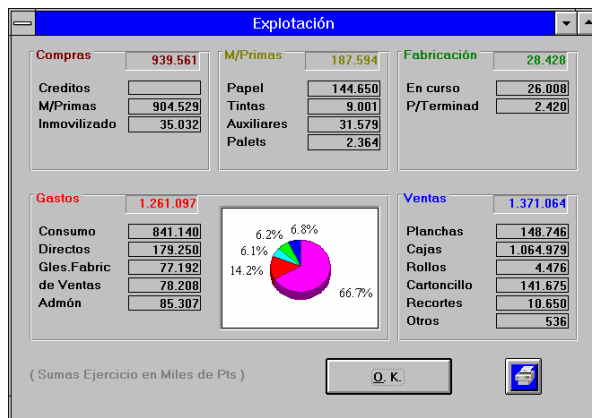 Explotación
Compras 939.561
Creditos
M/Primas 904.529
Inmovilizado 35.032
M/Primas 187.594
Papel 144.650
Tintas 9.001
Auxiliares 31.579
Palets 2.364
Fabricación 28.428
En curso 26.008
P/Terminad 2.420
Gastos 1.261.097
Consumo 841.140
Directos 179.250
Gles.Fabric 77.192
de Ventas 78.208
Admón 85.307
6.2% 6.8%
6.1%
14.2%
66.7%
Ventas 1.371.064
Planchas 148.746
Cajas 1.064.979
Rollos 4.476
Cartoncillo 141.675
Recortes 10.650
Otros 536
( Sumas Ejercicio en Miles de Pts )
O. K.